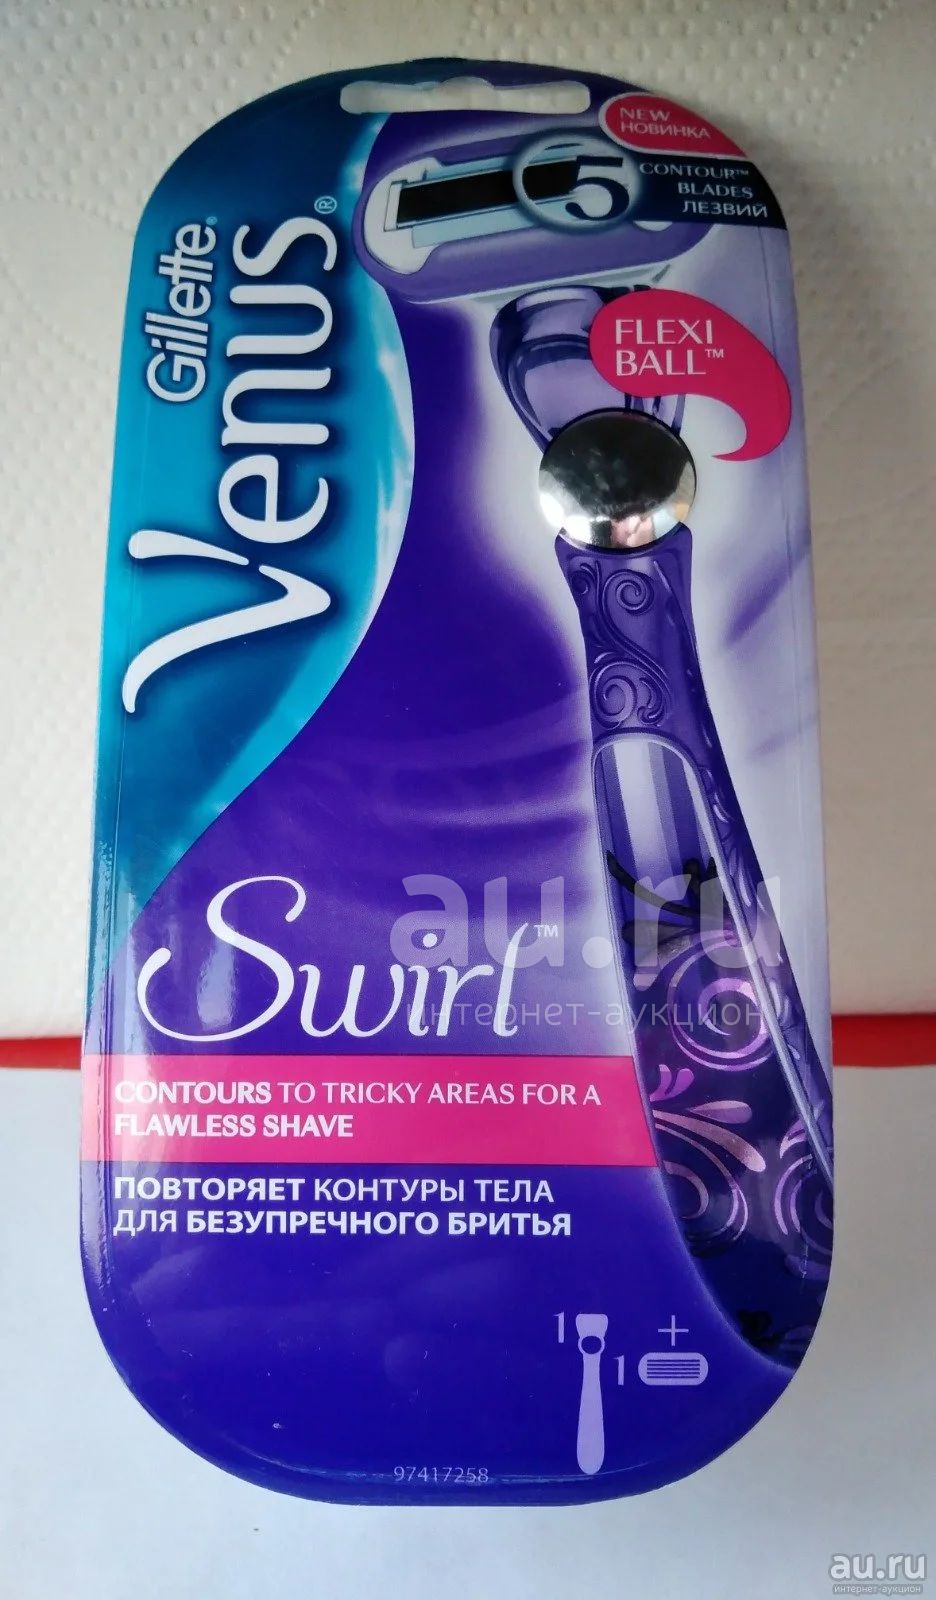 NEW
НОВИНКА
5
CONTOUR™
BLADES
ЛЕЗВИЙ
Gillette®
Venus®
FLEXI
BALL™
Swirl™
au.ru
интернет-аукцион
CONTOURS TO TRICKY AREAS FOR A
FLAWLESS SHAVE
ПОВТОРЯЕТ КОНТУРЫ ТЕЛА
ДЛЯ БЕЗУПРЕЧНОГО БРИТЬЯ
1 + 1
97417258
au.ru
интернет-аукцион